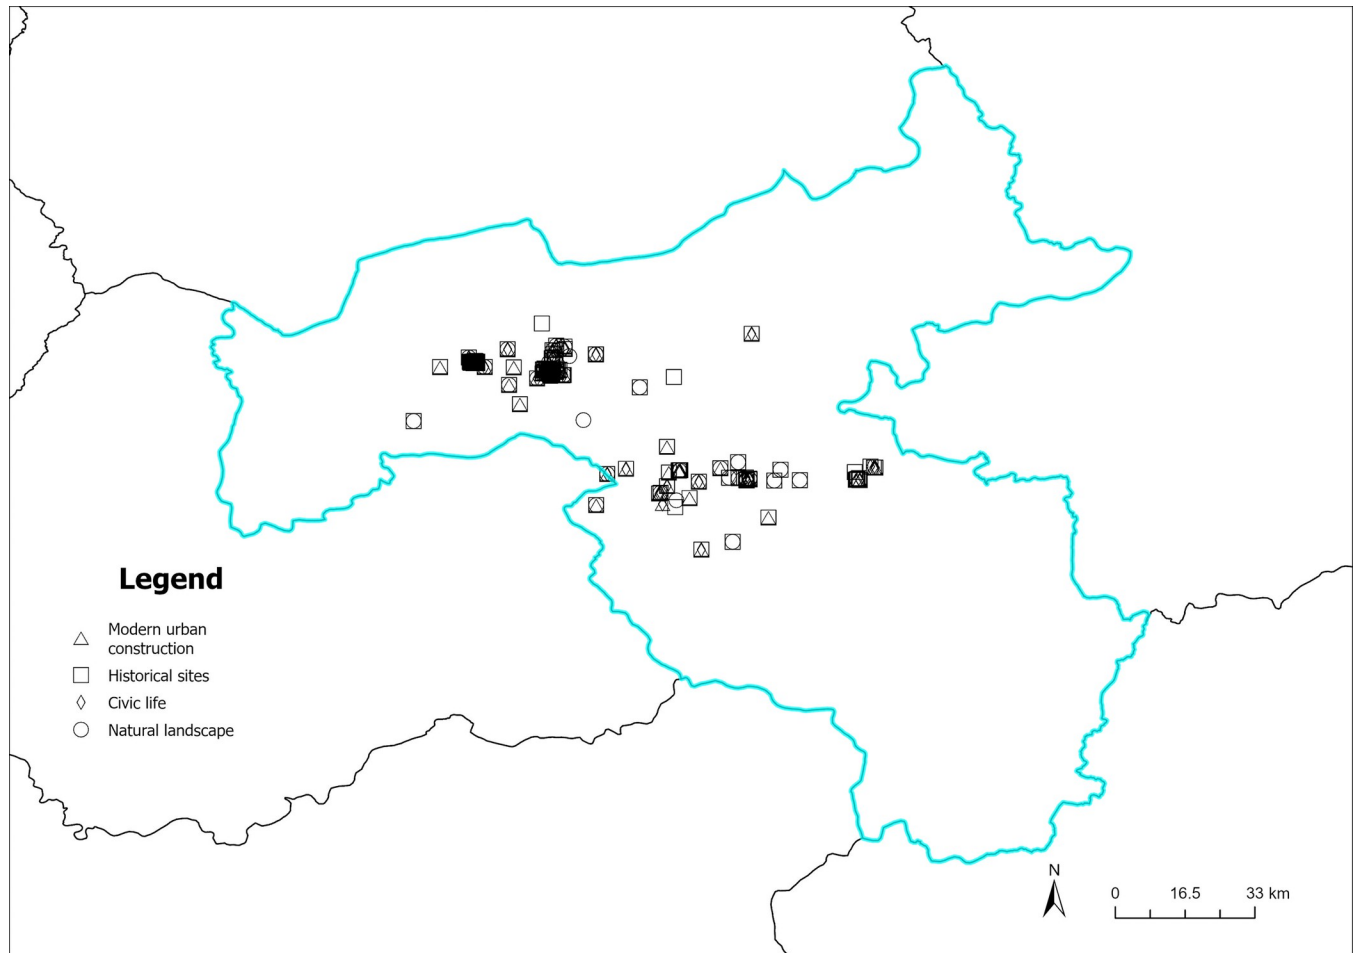 Legend
Modern urban
construction
Historical sites
Civic life
Natural landscape
N
0 16.5 33 km